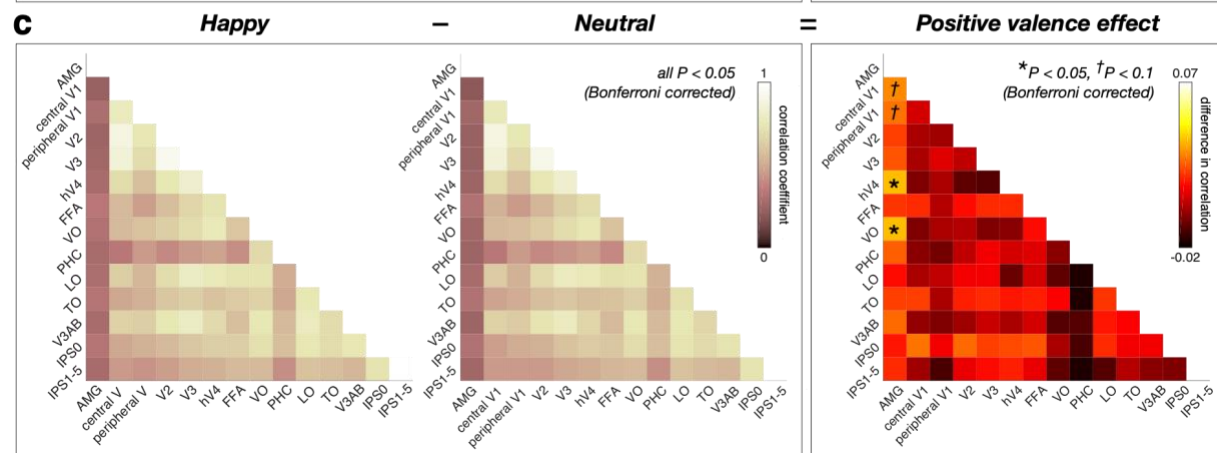 c Happy – Neutral = Positive valence effect
AMG
central V1
peripheral V1
V2
V3
hV4
FFA
VO
PHC
LO
TO
V3AB
IPS0
IPS1-5
AMG
central V
peripheral V
V2
V3
hV4
FFA
VO
PHC
LO
TO
V3AB
IPS0
IPS1-5
all P < 0.05
(Bonferroni corrected)
1
correlation coeffifient
0
AMG
central V1
peripheral V1
V2
V3
hV4
FFA
VO
PHC
LO
TO
V3AB
IPS0
IPS1-5
AMG
central V1
peripheral V1
V2
V3
hV4
FFA
VO
PHC
LO
TO
V3AB
IPS0
IPS1-5
*P < 0.05, †P < 0.1
(Bonferroni corrected)
0.07
difference in correlation
-0.02
AMG
central V1
peripheral V1
V2
V3
hV4
FFA
VO
PHC
LO
TO
V3AB
IPS0
IPS1-5
†
†
*
*
AMG
central V1
peripheral V1
V2
V3
hV4
FFA
VO
PHC
LO
TO
V3AB
IPS0
IPS1-5